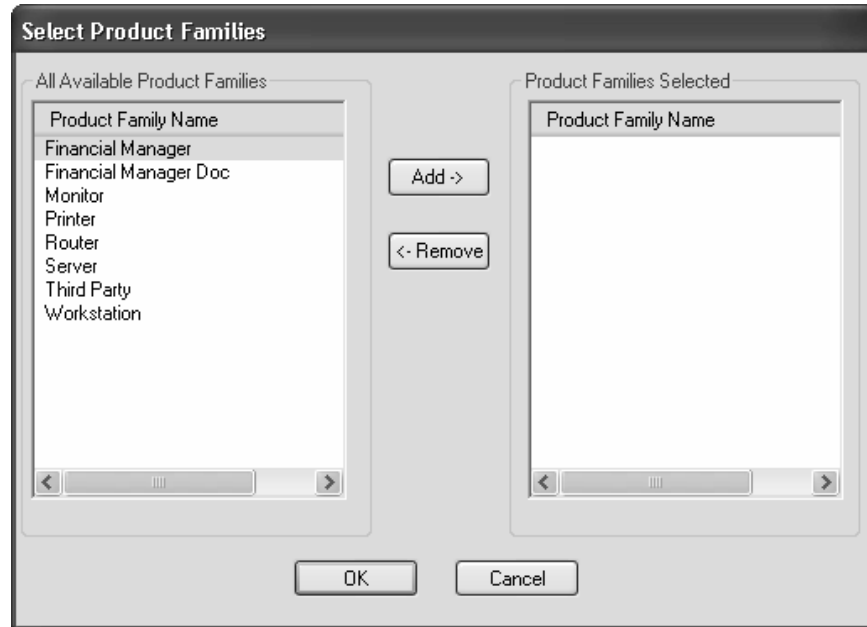 Select Product Families
All Available Product Families
Product Family Name
Financial Manager
Financial Manager Doc
Monitor
Printer
Router
Server
Third Party
Workstation
Add ->
<- Remove
Product Families Selected
Product Family Name
OK
Cancel